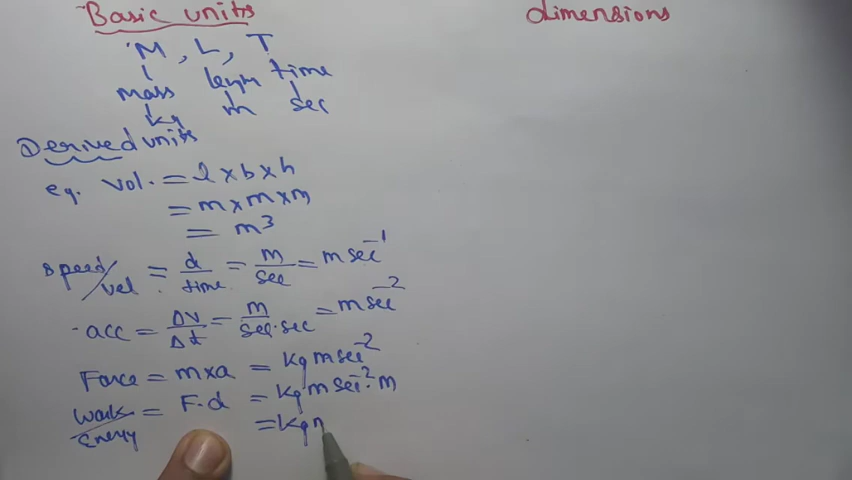 Basic units
dimensions
M, L, T
mass length time
kg m sec
Derived units
eg. Vol. = l × b × h
= m × m × m
= m³
speed/vel = d/time = m/sec = m sec⁻¹
acc = Δv/Δt = m/sec.sec = m sec⁻²
Force = m×a = kg m sec⁻²
Work/Energy = F.d = kg m sec⁻². m
= kg m